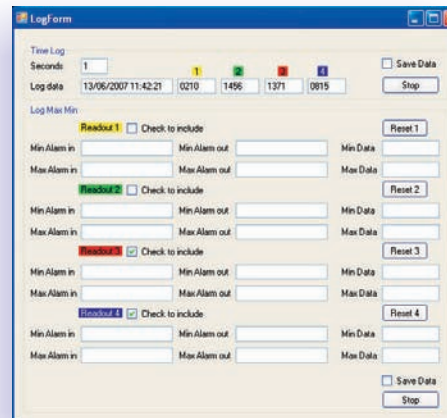 LogForm
Time Log
Seconds 1 1 2 3 4 Save Data
Log data 13/06/2007 11:42:21 0210 1456 1371 0815 Stop
Log Max Min
Readout 1 Check to include Reset 1
Min Alarm in Min Alarm out Min Data
Max Alarm in Max Alarm out Max Data
Readout 2 Check to include Reset 2
Min Alarm in Min Alarm out Min Data
Max Alarm in Max Alarm out Max Data
Readout 3 Check to include Reset 3
Min Alarm in Min Alarm out Min Data
Max Alarm in Max Alarm out Max Data
Readout 4 Check to include Reset 4
Min Alarm in Min Alarm out Min Data
Max Alarm in Max Alarm out Max Data
Save Data
Stop